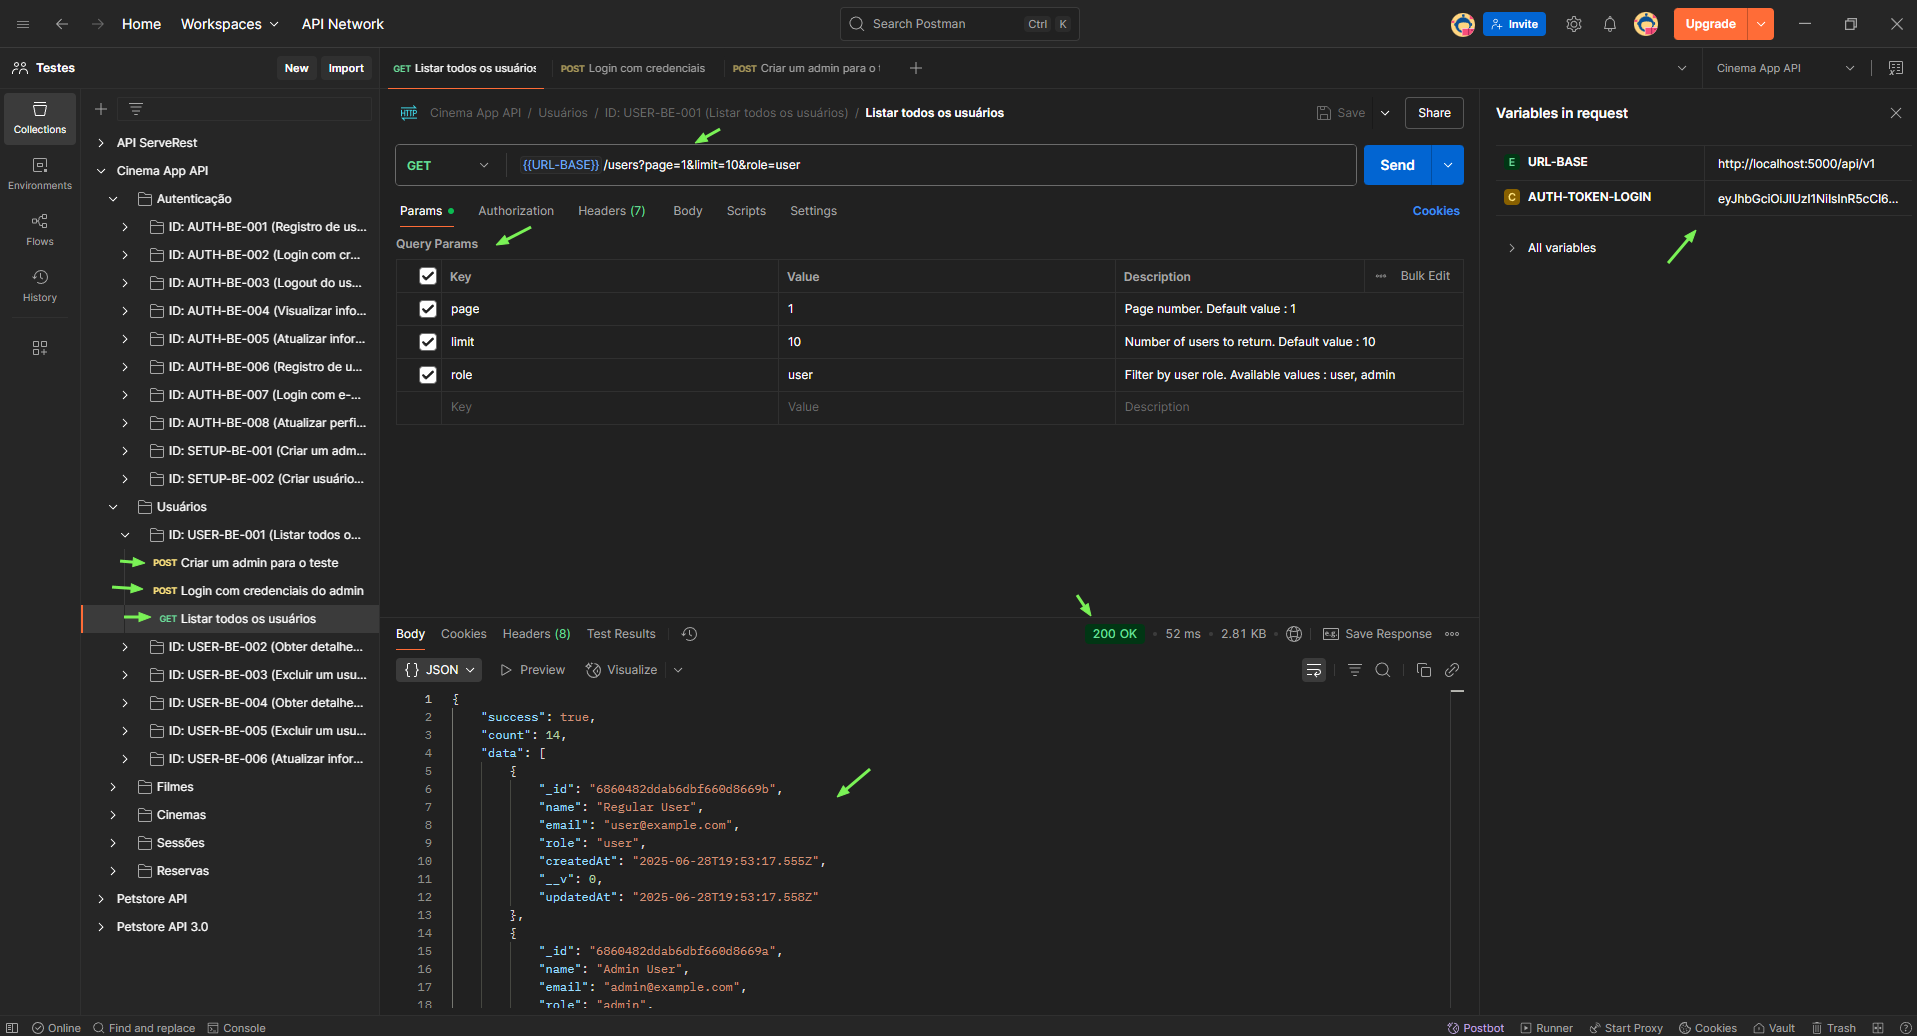 Home Workspaces API Network Search Postman Ctrl K Invite Upgrade
Testes New Import GET Listar todos os usuários POST Login com credenciais POST Criar um admin para o t Cinema App API
Collections
Environments
Flows
History
API ServeRest
Cinema App API
Autenticação
ID: AUTH-BE-001 (Registro de us...
ID: AUTH-BE-002 (Login com cr...
ID: AUTH-BE-003 (Logout do us...
ID: AUTH-BE-004 (Visualizar info...
ID: AUTH-BE-005 (Atualizar infor...
ID: AUTH-BE-006 (Registro de u...
ID: AUTH-BE-007 (Login com e-...
ID: AUTH-BE-008 (Atualizar perfi...
ID: SETUP-BE-001 (Criar um adm...
ID: SETUP-BE-002 (Criar usuário...
Usuários
ID: USER-BE-001 (Listar todos o...
POST Criar um admin para o teste
POST Login com credenciais do admin
GET Listar todos os usuários
ID: USER-BE-002 (Obter detalhe...
ID: USER-BE-003 (Excluir um usu...
ID: USER-BE-004 (Obter detalhe...
ID: USER-BE-005 (Excluir um usu...
ID: USER-BE-006 (Atualizar infor...
Filmes
Cinemas
Sessões
Reservas
Petstore API
Petstore API 3.0
HTTP Cinema App API / Usuários / ID: USER-BE-001 (Listar todos os usuários) / Listar todos os usuários Save Share
GET {{URL-BASE}} /users?page=1&limit=10&role=user Send
Params Authorization Headers (7) Body Scripts Settings Cookies
Query Params
Key Value Description Bulk Edit
page 1 Page number. Default value : 1
limit 10 Number of users to return. Default value : 10
role user Filter by user role. Available values : user, admin
Key Value Description
Body Cookies Headers (8) Test Results 200 OK 52 ms 2.81 KB e.g. Save Response
{} JSON Preview Visualize
1 {
2 "success": true,
3 "count": 14,
4 "data": [
5 {
6 "_id": "6860482ddab6dbf660d8669b",
7 "name": "Regular User",
8 "email": "user@example.com",
9 "role": "user",
10 "createdAt": "2025-06-28T19:53:17.555Z",
11 "__v": 0,
12 "updatedAt": "2025-06-28T19:53:17.558Z"
13 },
14 {
15 "_id": "6860482ddab6dbf660d8669a",
16 "name": "Admin User",
17 "email": "admin@example.com",
18 "role": "admin",
Variables in request
E URL-BASE http://localhost:5000/api/v1
C AUTH-TOKEN-LOGIN eyJhbGciOiJIUzI1NiIsInR5cCI6...
All variables
Online Find and replace Console Postbot Runner Start Proxy Cookies Vault Trash